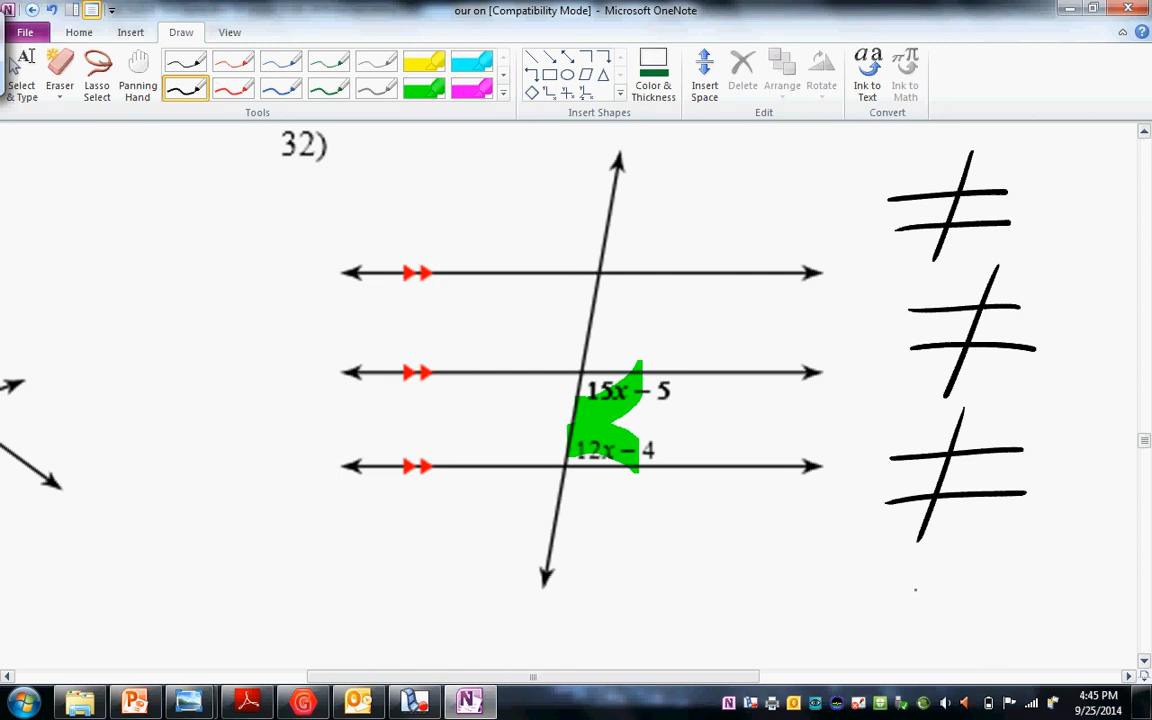 our on [Compatibility Mode] - Microsoft OneNote
File Home Insert Draw View
Select & Type
Eraser
Lasso Select
Panning Hand
Color & Thickness
Insert Space
Delete
Arrange
Rotate
Ink to Text
Ink to Math
Tools
Insert Shapes
Edit
Convert
32)
15x – 5
12x – 4
4:45 PM
9/25/2014